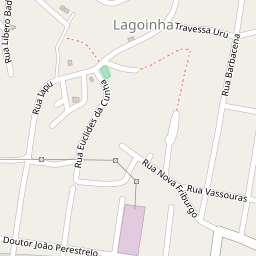 Lagoinha
Travessa Uru
Rua Líbero Bad
Rua Barbacena
Rua Iapu
Rua Euclides da Cunha
Rua Nova Friburgo
Rua Vassouras
Doutor João Perestrelo